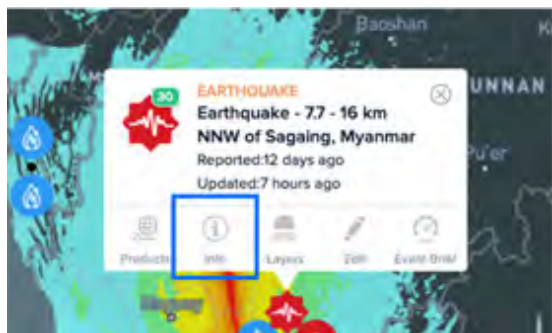 Baoshan
UNNAN
Pu'er
30
EARTHQUAKE
Earthquake - 7.7 - 16 km
NNW of Sagaing, Myanmar
Reported:12 days ago
Updated:7 hours ago
Products
Info
Layers
Edit
Event Brief